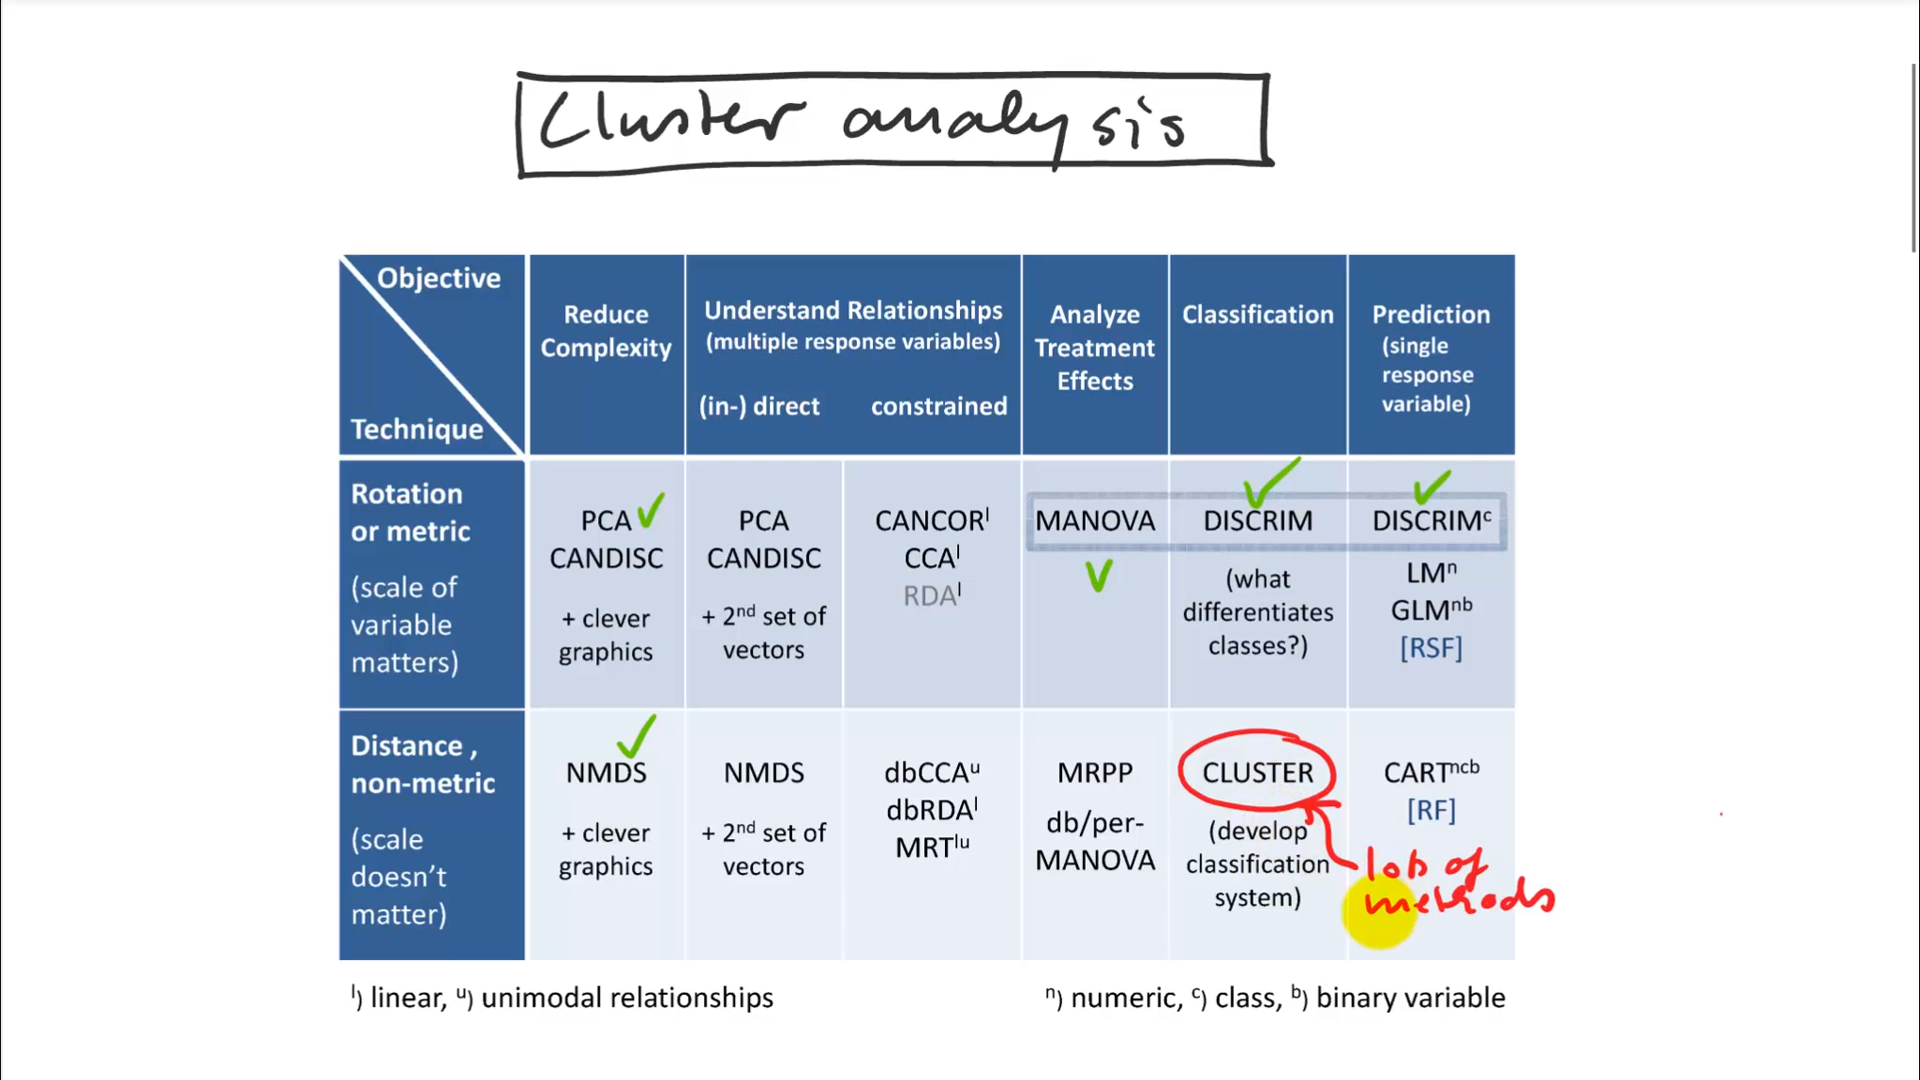 Cluster analysis
Objective
Technique
Reduce
Complexity
Understand Relationships
(multiple response variables)
(in-) direct constrained
Analyze
Treatment
Effects
Classification
Prediction
(single
response
variable)
Rotation
or metric
(scale of
variable
matters)
PCA
CANDISC
+ clever
graphics
PCA
CANDISC
+ 2nd set of
vectors
CANCORl
CCAl
RDAl
MANOVA
DISCRIM
(what
differentiates
classes?)
DISCRIMc
LMn
GLMnb
[RSF]
Distance ,
non-metric
(scale
doesn't
matter)
NMDS
+ clever
graphics
NMDS
+ 2nd set of
vectors
dbCCAu
dbRDAl
MRTlu
MRPP
db/per-
MANOVA
CLUSTER
(develop
classification
system)
CARTncb
[RF]
lots of
methods
l) linear, u) unimodal relationships
n) numeric, c) class, b) binary variable